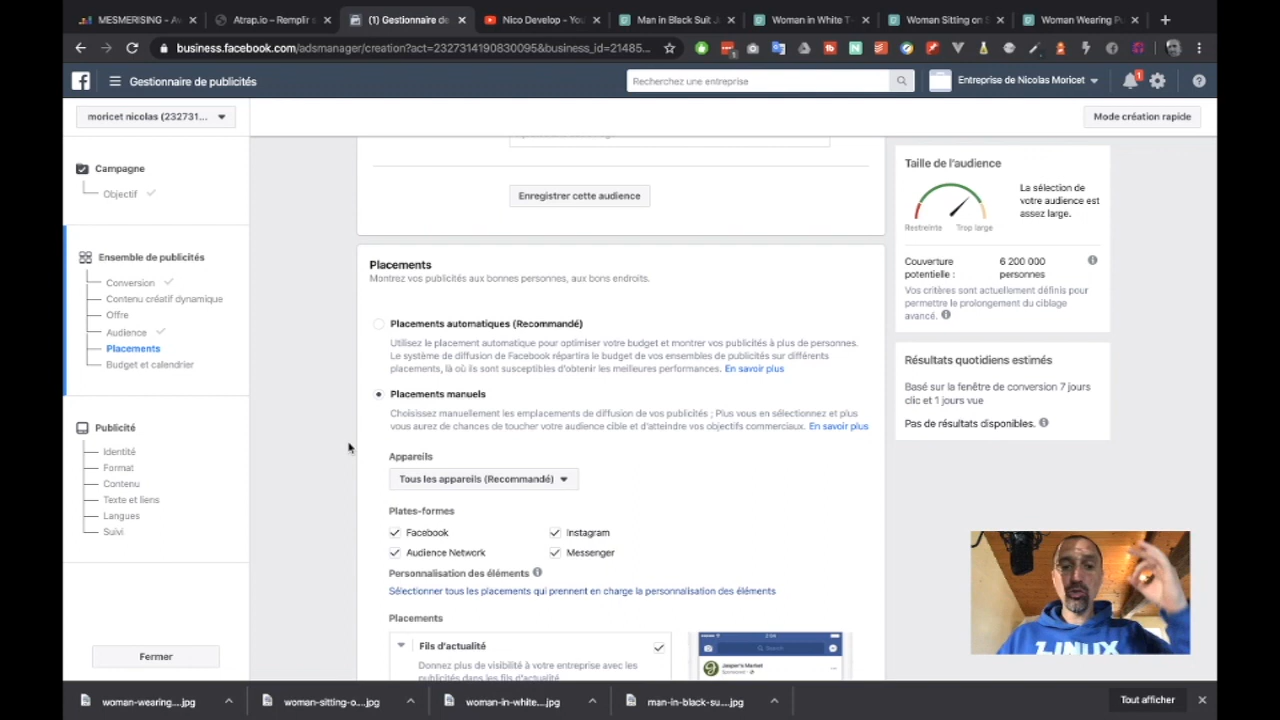 MESMERISING - A
Atrap.io – Remplir s
(1) Gestionnaire de
Nico Develop - You
Man in Black Suit J
Woman in White T-
Woman Sitting on S
Woman Wearing Pu
business.facebook.com/adsmanager/creation?act=2327314190830095&business_id=21485...
Gestionnaire de publicités
Recherchez une entreprise
Entreprise de Nicolas Moricet
1
moricet nicolas (232731...
Mode création rapide
Campagne
Objectif
Ensemble de publicités
Conversion
Contenu créatif dynamique
Offre
Audience
Placements
Budget et calendrier
Publicité
Identité
Format
Contenu
Texte et liens
Langues
Suivi
Fermer
Enregistrer cette audience
Placements
Montrez vos publicités aux bonnes personnes, aux bons endroits.
Placements automatiques (Recommandé)
Utilisez le placement automatique pour optimiser votre budget et montrer vos publicités à plus de personnes.
Le système de diffusion de Facebook répartira le budget de vos ensembles de publicités sur différents
placements, là où ils sont susceptibles d'obtenir les meilleures performances. En savoir plus
Placements manuels
Choisissez manuellement les emplacements de diffusion de vos publicités ; Plus vous en sélectionnez et plus
vous aurez de chances de toucher votre audience cible et d'atteindre vos objectifs commerciaux. En savoir plus
Appareils
Tous les appareils (Recommandé)
Plates-formes
Facebook
Instagram
Audience Network
Messenger
Personnalisation des éléments
Sélectionner tous les placements qui prennent en charge la personnalisation des éléments
Placements
Fils d'actualité
Donnez plus de visibilité à votre entreprise avec les
publicités dans les fils d'actualité.
Search
Jasper's Market
Sponsored
Taille de l'audience
Restreinte
Trop large
La sélection de
votre audience est
assez large.
Couverture
potentielle :
6 200 000
personnes
Vos critères sont actuellement définis pour
permettre le prolongement du ciblage
avancé.
Résultats quotidiens estimés
Basé sur la fenêtre de conversion 7 jours
clic et 1 jours vue
Pas de résultats disponibles.
LINUX
woman-wearing....jpg
woman-sitting-o....jpg
woman-in-white....jpg
man-in-black-su....jpg
Tout afficher